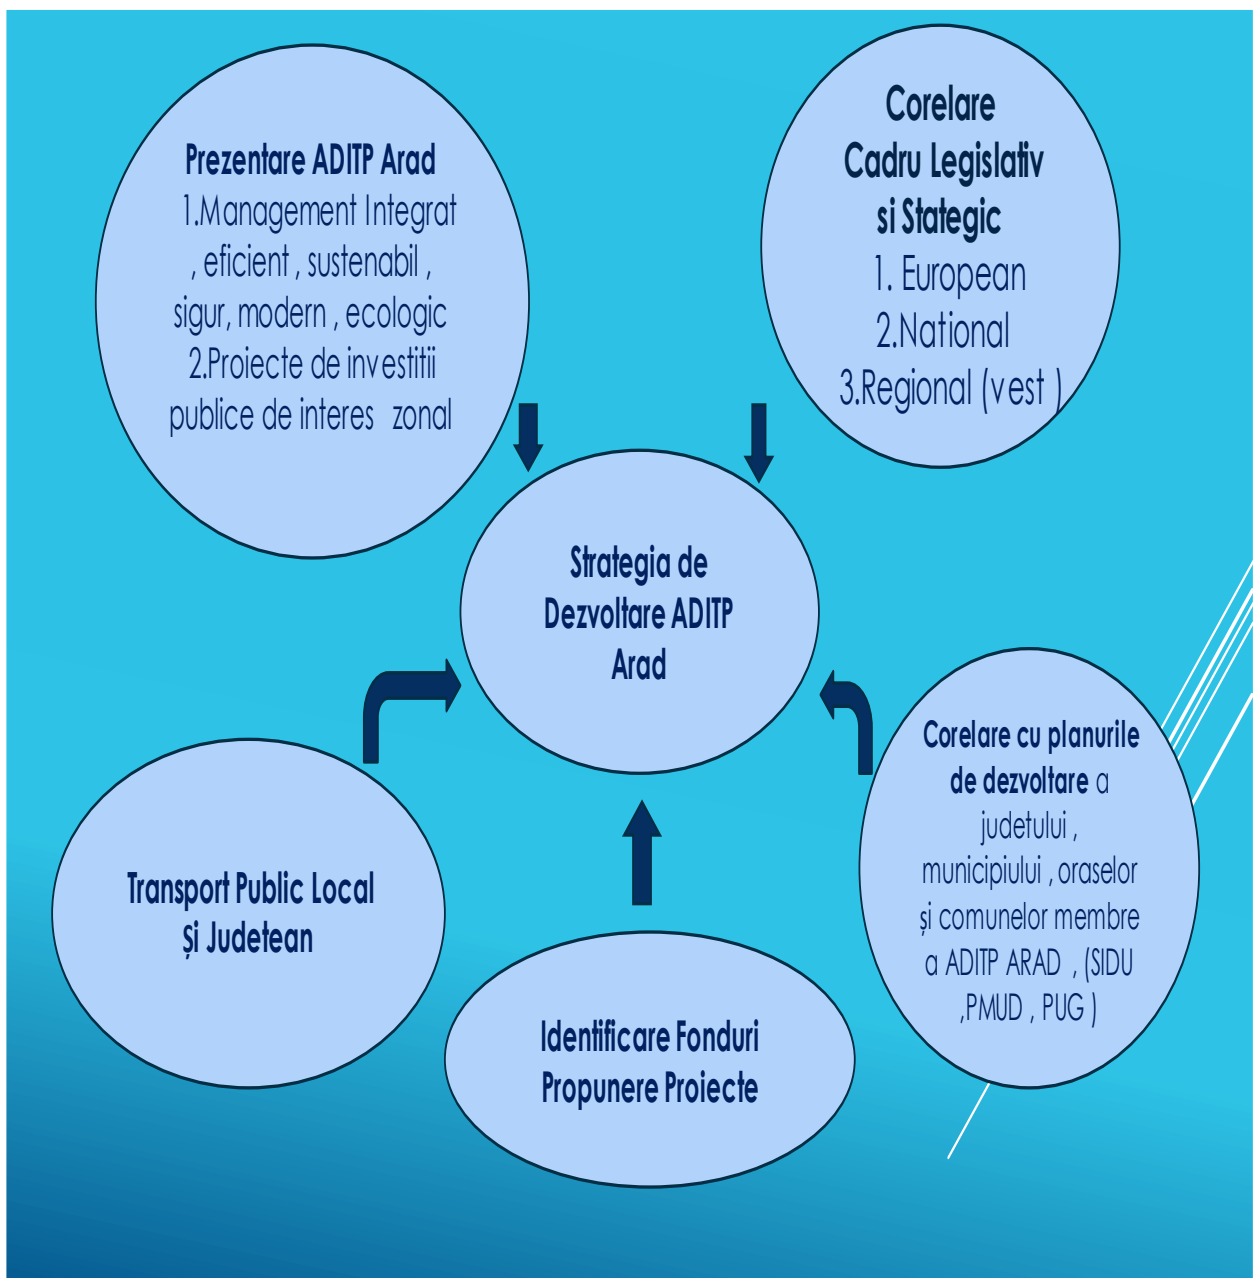 Prezentare ADITP Arad
1.Management Integrat
, eficient , sustenabil ,
sigur, modern , ecologic
2.Proiecte de investitii
publice de interes zonal
Corelare
Cadru Legislativ
si Stategic
1. European
2.National
3.Regional (vest )
Strategia de
Dezvoltare ADITP
Arad
Transport Public Local
și Judetean
Identificare Fonduri
Propunere Proiecte
Corelare cu planurile
de dezvoltare a
judetului ,
municipiului , oraselor
și comunelor membre
a ADITP ARAD , (SIDU
,PMUD , PUG )